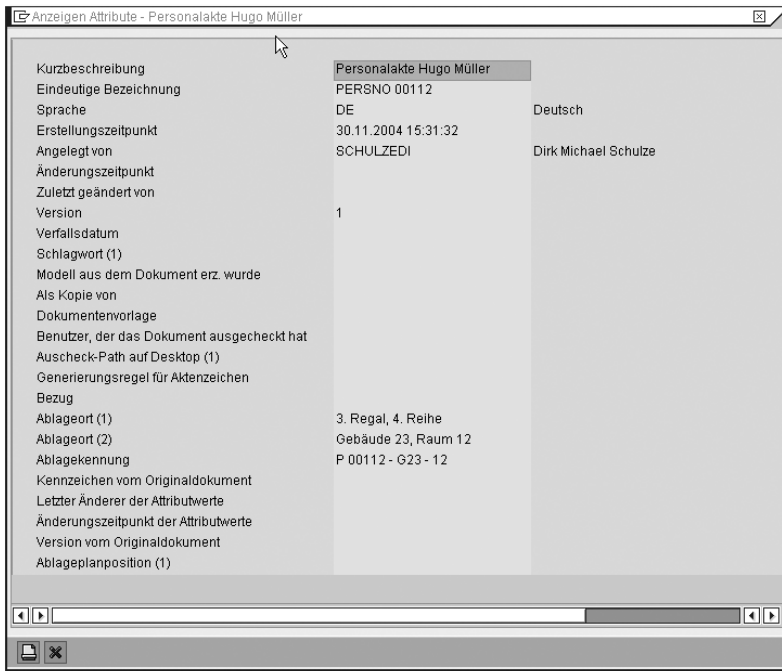 Anzeigen Attribute - Personalakte Hugo Müller
Kurzbeschreibung Personalakte Hugo Müller
Eindeutige Bezeichnung PERSNO 00112
Sprache DE Deutsch
Erstellungszeitpunkt 30.11.2004 15:31:32
Angelegt von SCHULZEDI Dirk Michael Schulze
Änderungszeitpunkt
Zuletzt geändert von
Version 1
Verfallsdatum
Schlagwort (1)
Modell aus dem Dokument erz. wurde
Als Kopie von
Dokumentenvorlage
Benutzer, der das Dokument ausgecheckt hat
Auscheck-Path auf Desktop (1)
Generierungsregel für Aktenzeichen
Bezug
Ablageort (1) 3. Regal, 4. Reihe
Ablageort (2) Gebäude 23, Raum 12
Ablagekennung P 00112 - G23 - 12
Kennzeichen vom Originaldokument
Letzter Änderer der Attributwerte
Änderungszeitpunkt der Attributwerte
Version vom Originaldokument
Ablageplanposition (1)